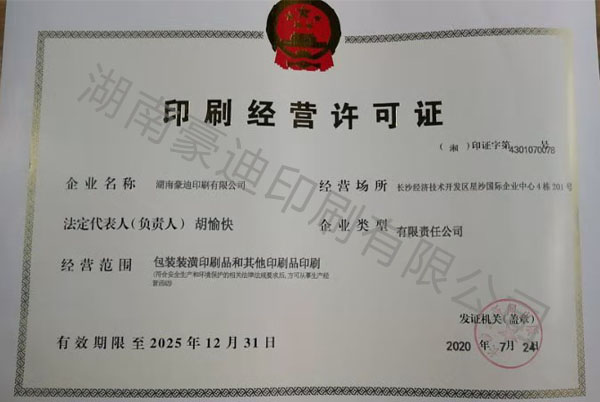 印刷经营许可证
(湘)印证字第4301070078号
企业名称 湖南豪迪印刷有限公司
经营场所 长沙经济技术开发区星沙国际企业中心4栋201号
法定代表人(负责人) 胡愉快
企业类型 有限责任公司
经营范围 包装装潢印刷品和其他印刷品印刷
(符合安全生产和环境保护的相关法律法规要求后,方可从事生产经
营活动)
发证机关(盖章)
有效期限至2025年12月31日
2020年7月24日
湖南豪迪印刷有限公司